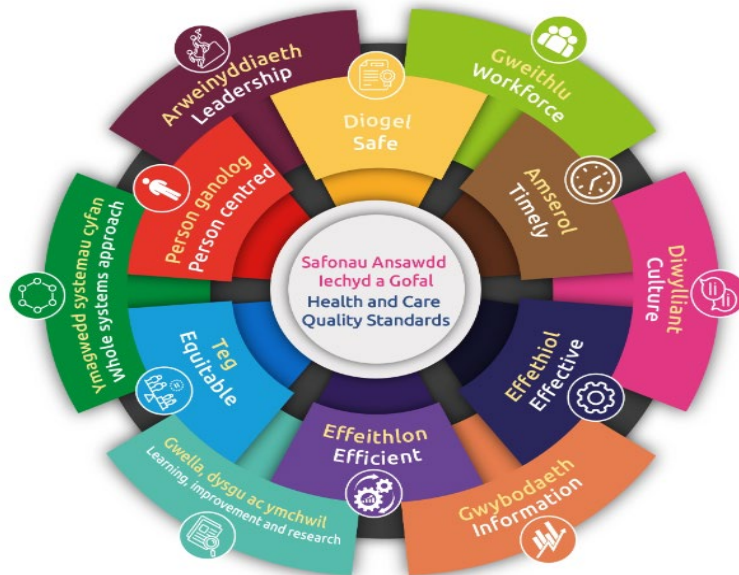 Safonau Ansawdd
Iechyd a Gofal
Health and Care
Quality Standards
Diogel
Safe
Amserol
Timely
Effethiol
Effective
Effeithlon
Efficient
Teg
Equitable
Person ganolog
Person centred
Arweinyddiaeth
Leadership
Gweithlu
Workforce
Diwylliant
Culture
Gwybodaeth
Information
Gwella, dysgu ac ymchwil
Learning, improvement and research
Ymagwedd systemau cyfan
Whole systems approach